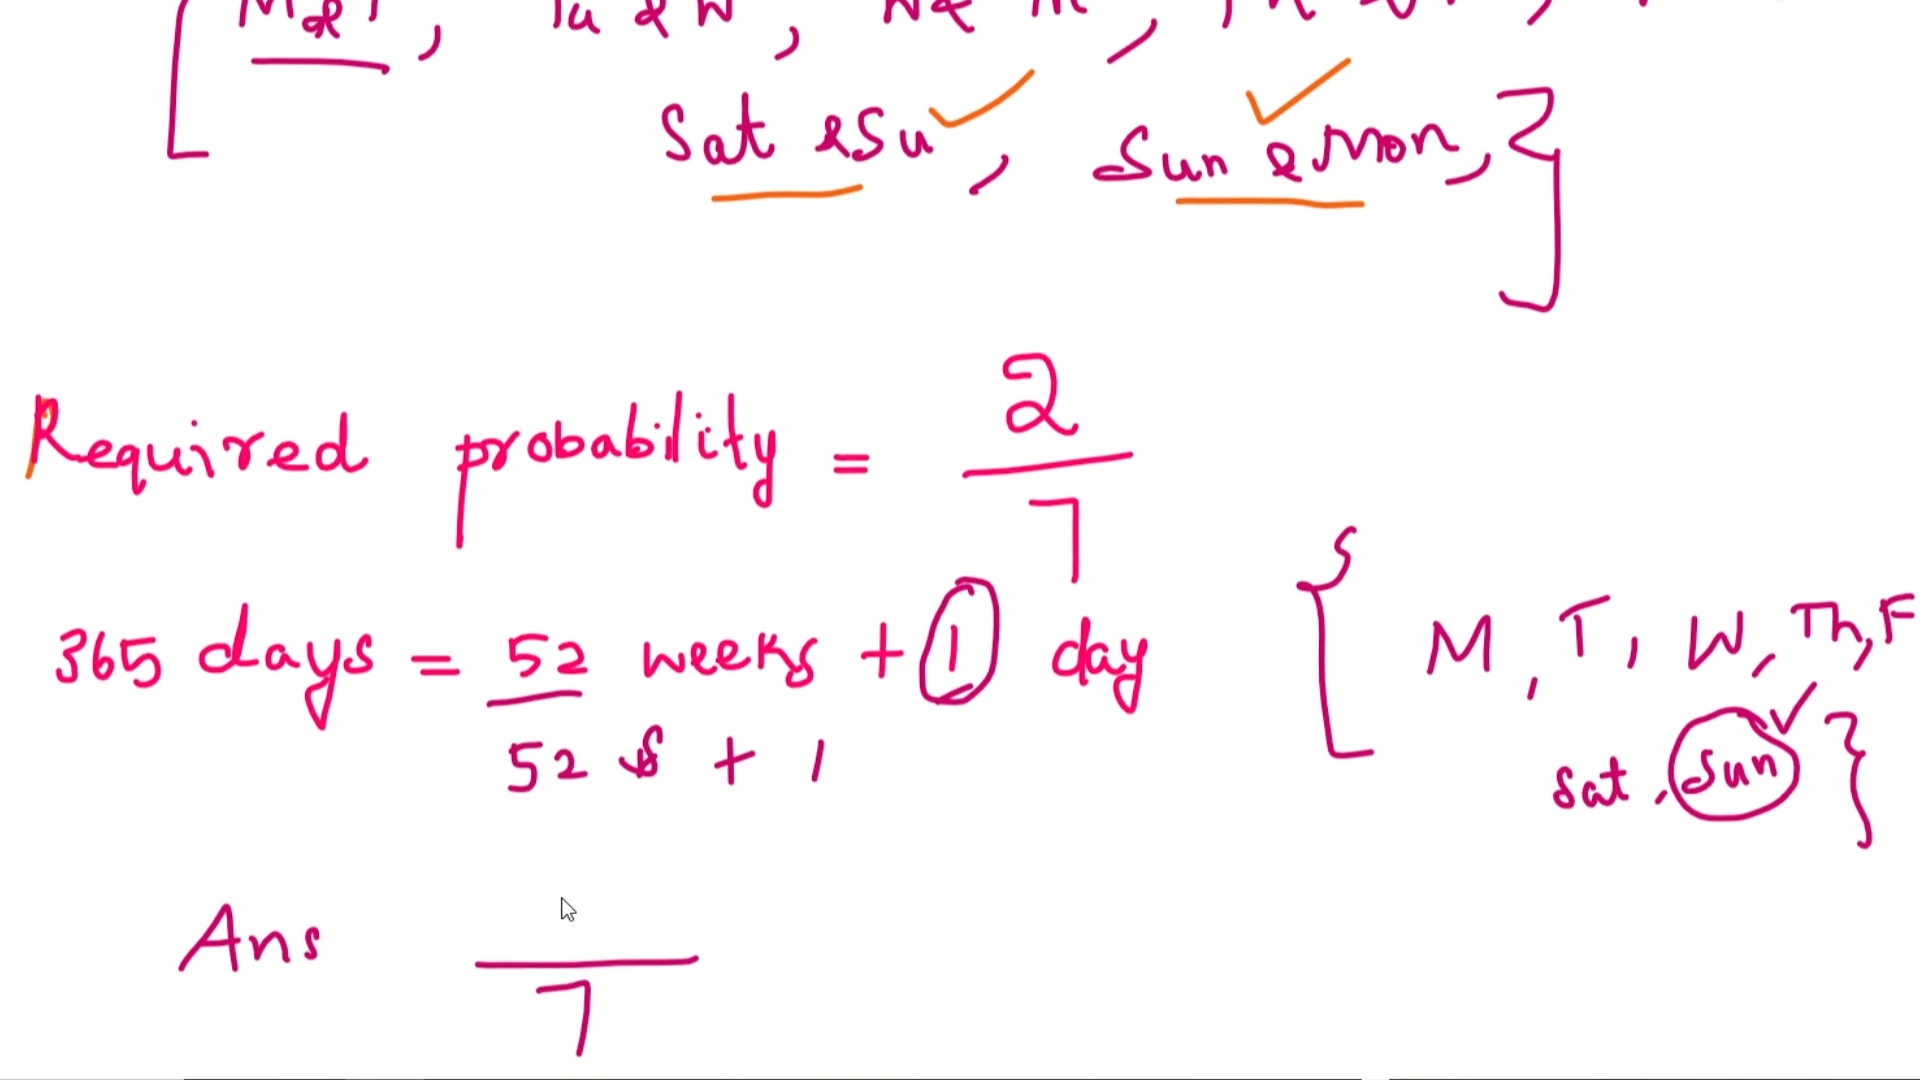 Tu & W,
Sat & Su, Sun & Mon, }
Required probability = 2/7
365 days = 52 weeks + 1 day { M, T, W, Th, F
52 S + 1 sat, Sun }
Ans /7